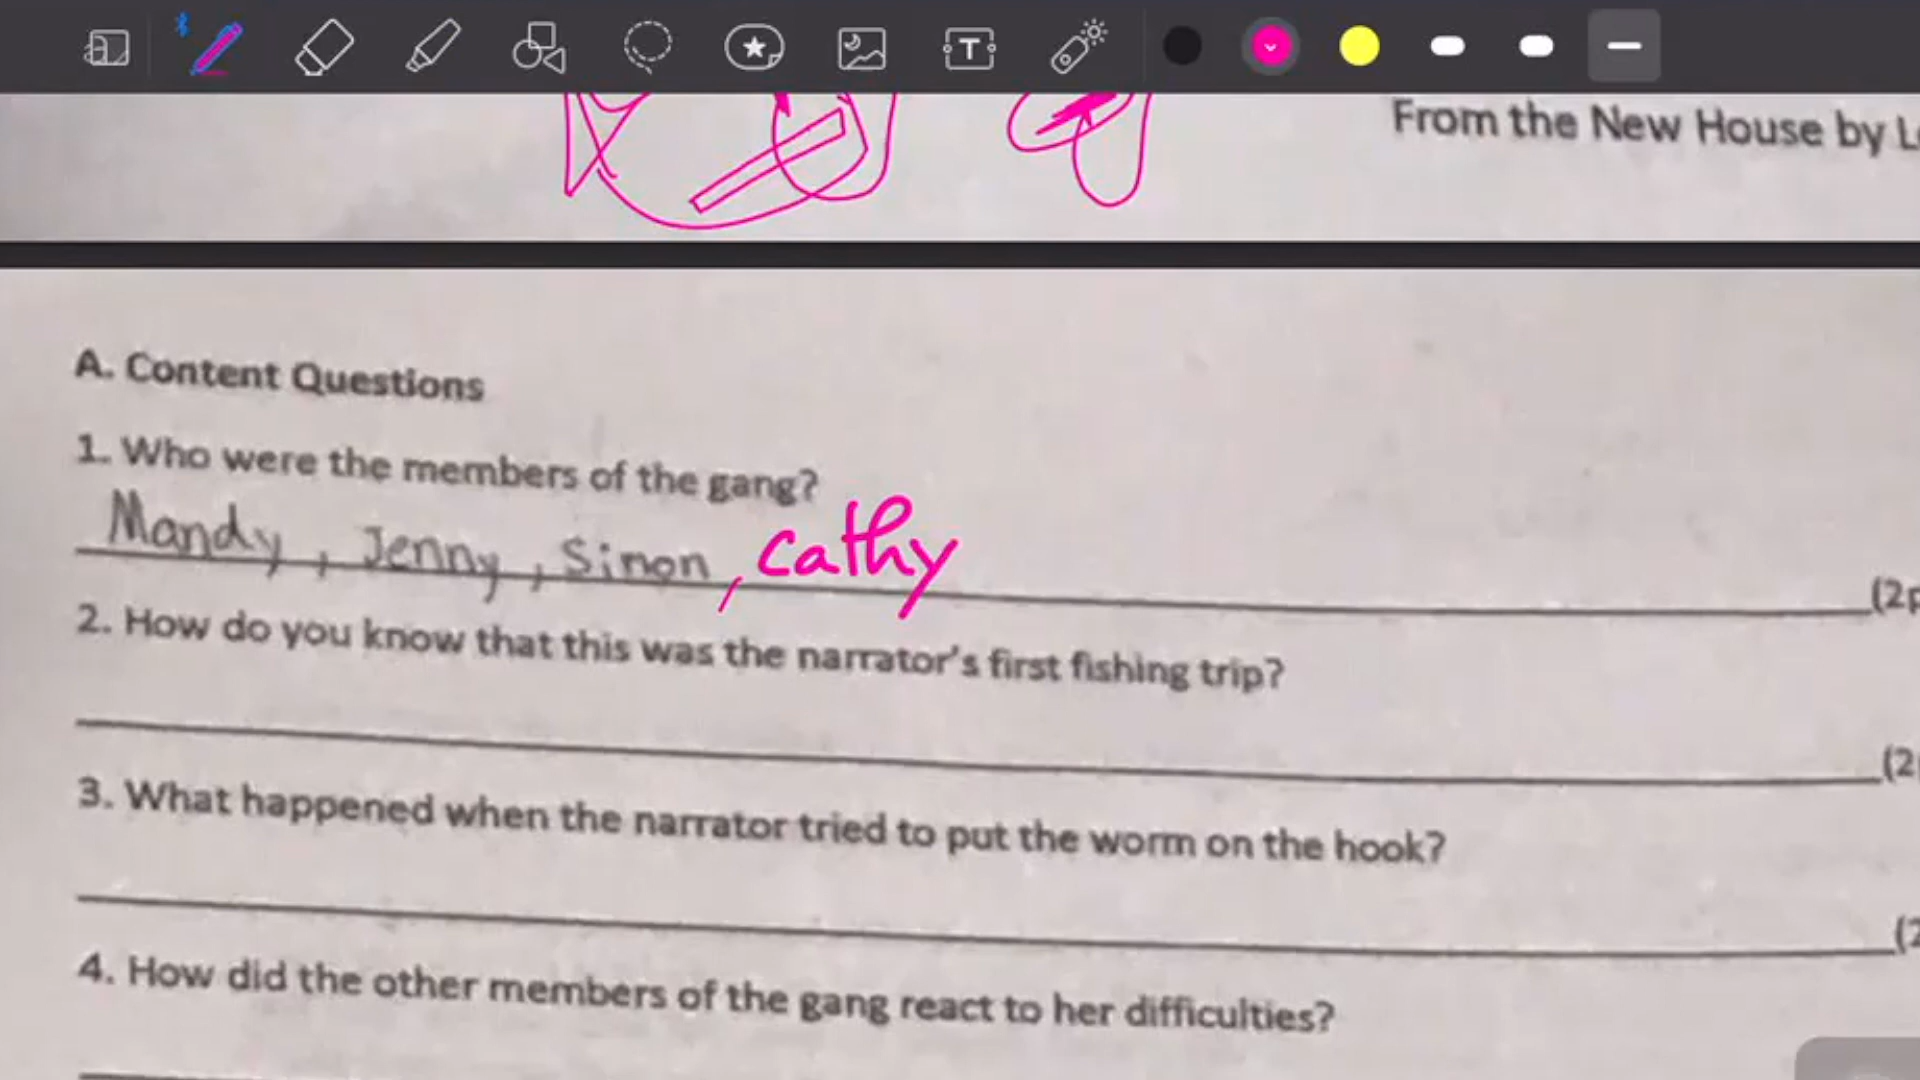 From the New House by L
A. Content Questions
1. Who were the members of the gang?
Mandy, Jenny, Simon, cathy
(2p
2. How do you know that this was the narrator's first fishing trip?
(2
3. What happened when the narrator tried to put the worm on the hook?
(2
4. How did the other members of the gang react to her difficulties?